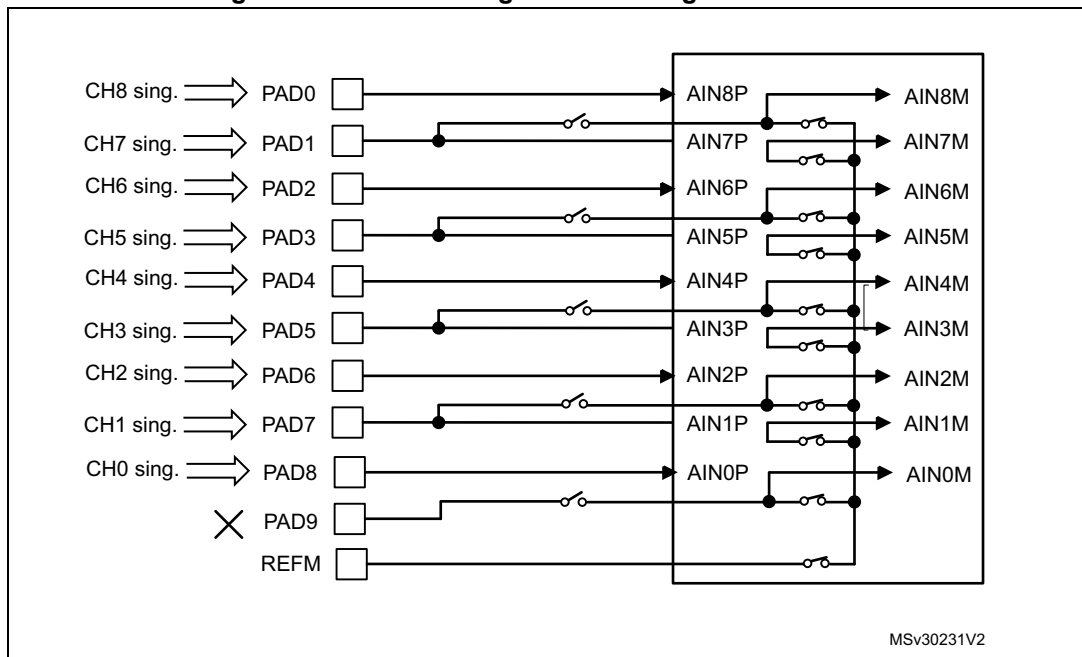 CH8 sing. PAD0 AIN8P AIN8M
CH7 sing. PAD1 AIN7P AIN7M
CH6 sing. PAD2 AIN6P AIN6M
CH5 sing. PAD3 AIN5P AIN5M
CH4 sing. PAD4 AIN4P AIN4M
CH3 sing. PAD5 AIN3P AIN3M
CH2 sing. PAD6 AIN2P AIN2M
CH1 sing. PAD7 AIN1P AIN1M
CH0 sing. PAD8 AIN0P AIN0M
PAD9
REFM
MSv30231V2